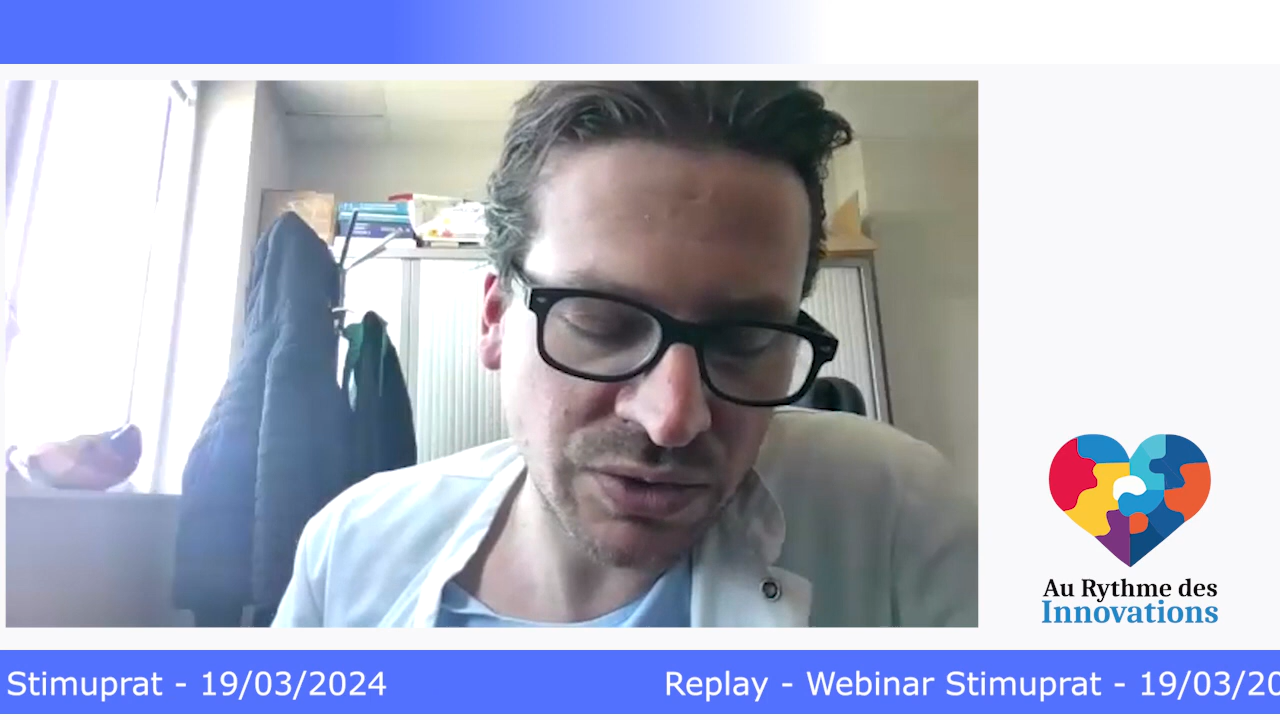 Au Rythme des
Innovations
Stimuprat - 19/03/2024
Replay - Webinar Stimuprat - 19/03/20